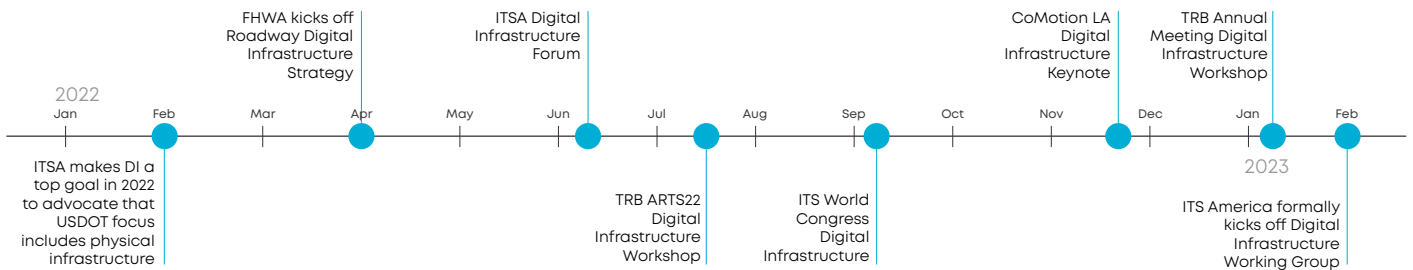 FHWA kicks off
Roadway Digital
Infrastructure
Strategy
ITSA Digital
Infrastructure
Forum
CoMotion LA
Digital
Infrastructure
Keynote
TRB Annual
Meeting Digital
Infrastructure
Workshop
2022
Jan
Feb
Mar
Apr
May
Jun
Jul
Aug
Sep
Oct
Nov
Dec
Jan
Feb
2023
ITSA makes DI a
top goal in 2022
to advocate that
USDOT focus
includes physical
infrastructure
TRB ARTS22
Digital
Infrastructure
Workshop
ITS World
Congress
Digital
Infrastructure
ITS America formally
kicks off Digital
Infrastructure
Working Group